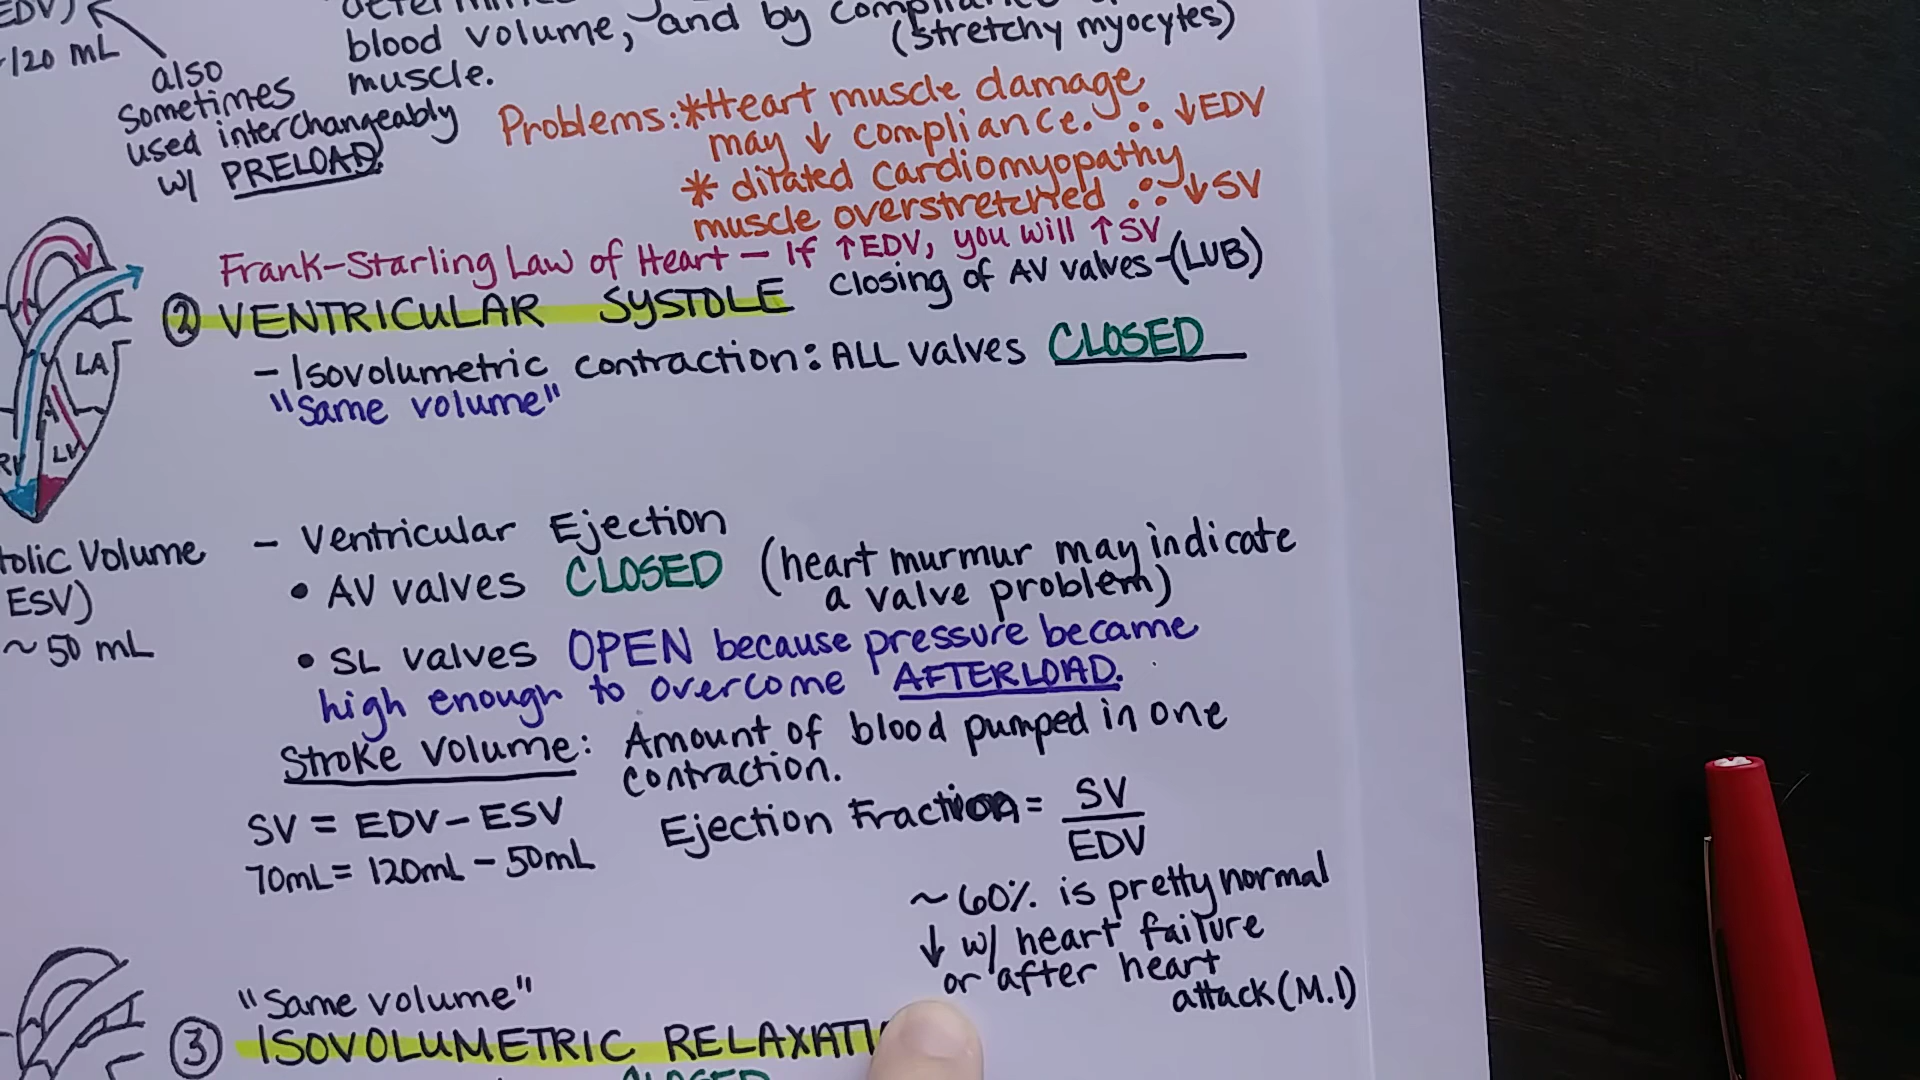 EDV)
~120 mL
also
sometimes
used interchangeably
w/ PRELOAD.
blood volume, and by
(stretchy myocytes)
muscle.
Problems: *Heart muscle damage
may ↓ compliance. ∴ ↓EDV
* dilated cardiomyopathy
muscle overstretched ∴ ↓SV
Frank-Starling Law of Heart - If ↑EDV, you will ↑SV
② VENTRICULAR SYSTOLE closing of AV valves-(LUB)
- Isovolumetric contraction: ALL valves CLOSED
"Same volume"
LA
RV
LV
- Ventricular Ejection
• AV valves CLOSED (heart murmur may indicate
a valve problem)
• SL valves OPEN because pressure became
high enough to overcome AFTERLOAD.
tolic Volume
ESV)
~50 mL
Stroke Volume: Amount of blood pumped in one
contraction.
SV = EDV - ESV
70mL = 120mL - 50mL
Ejection Fraction = SV
EDV
~60% is pretty normal
↓ w/ heart failure
or after heart
attack (M.I)
"Same volume"
③ ISOVOLUMETRIC RELAXATI
CLOSED